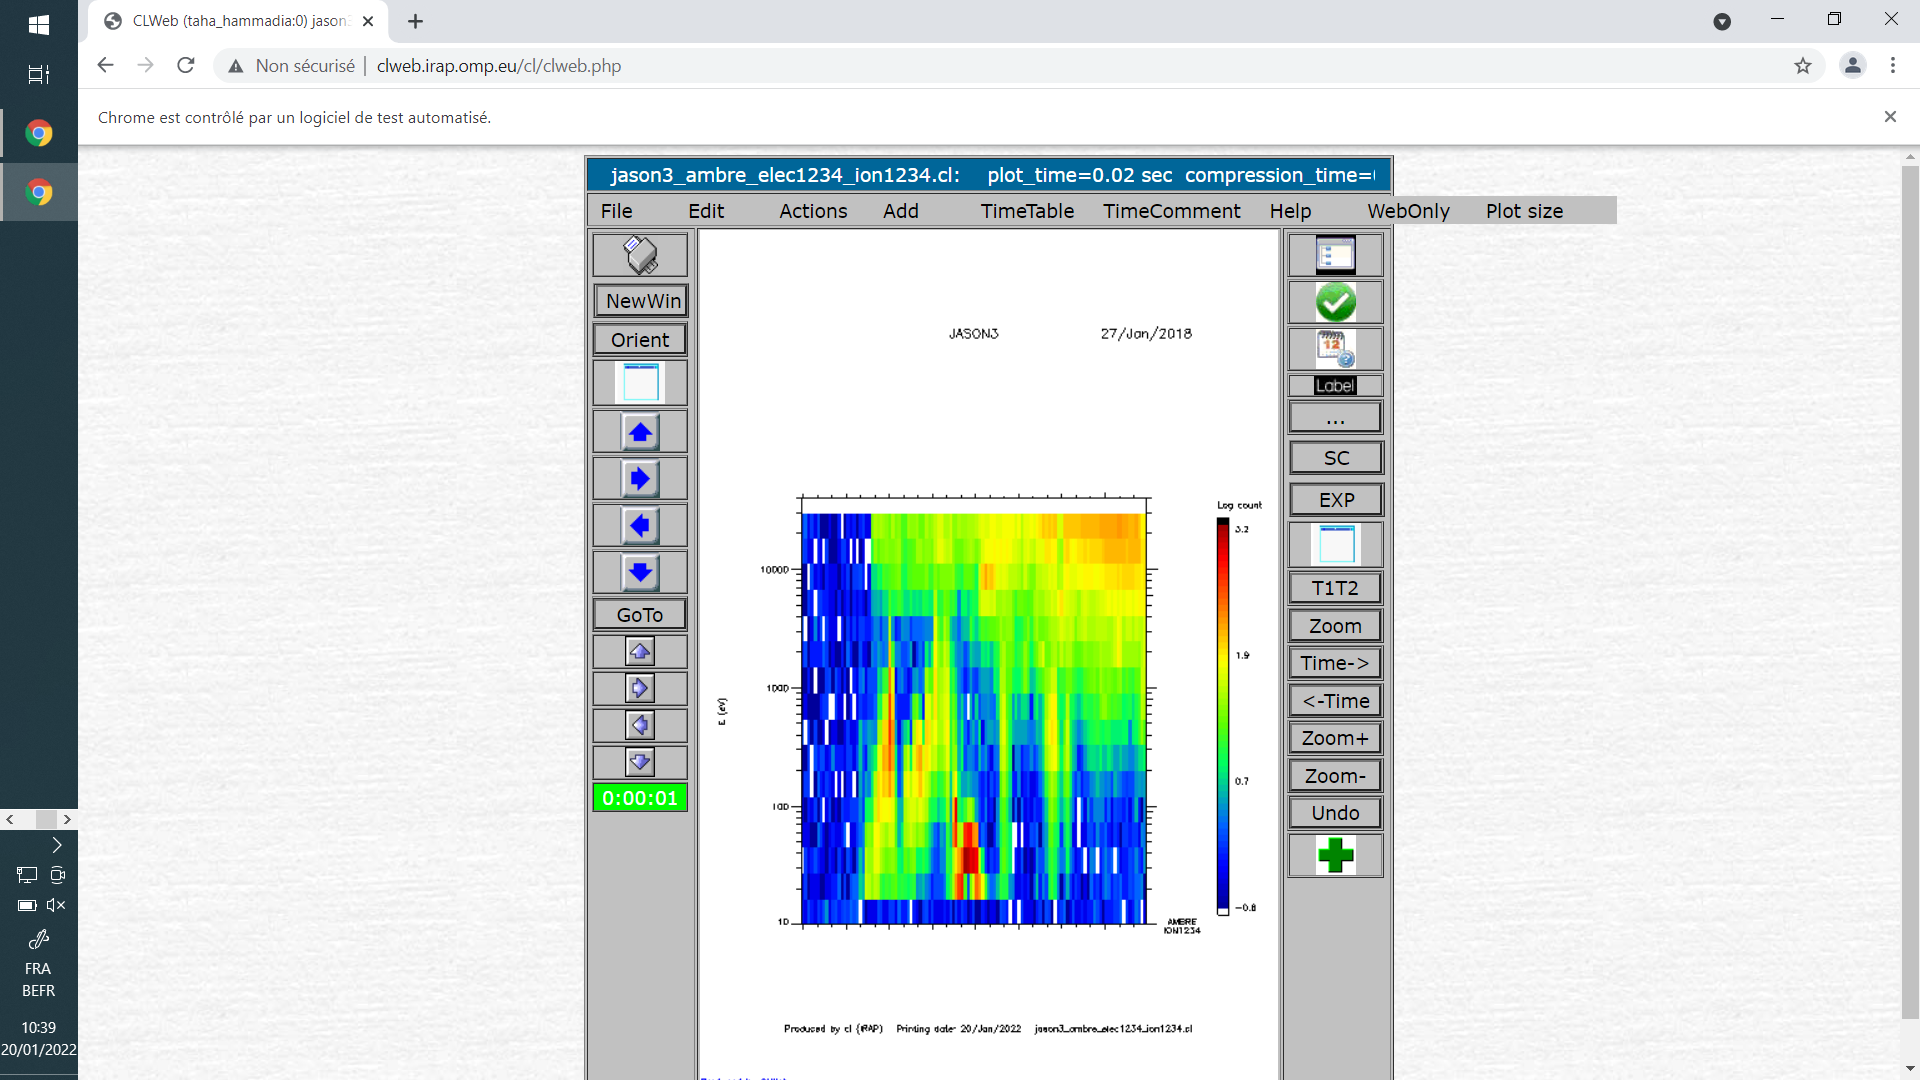 CLWeb (taha_hammadia:0) jason3
Non sécurisé | clweb.irap.omp.eu/cl/clweb.php
Chrome est contrôlé par un logiciel de test automatisé.
jason3_ambre_elec1234_ion1234.cl: plot_time=0.02 sec compression_time=
File Edit Actions Add TimeTable TimeComment Help WebOnly Plot size
NewWin
Orient
GoTo
0:00:01
JASON3 27/Jan/2018
Log count
3.2
1.9
0.7
-0.8
10000
1000
100
10
E (eV)
AMBRE
ION1234
Produced by cl (IRAP) Printing date: 20/Jan/2022 jason3_ambre_elec1234_ion1234.cl
12
Label
...
SC
EXP
T1T2
Zoom
Time->
<-Time
Zoom+
Zoom-
Undo
FRA
BEFR
10:39
20/01/2022